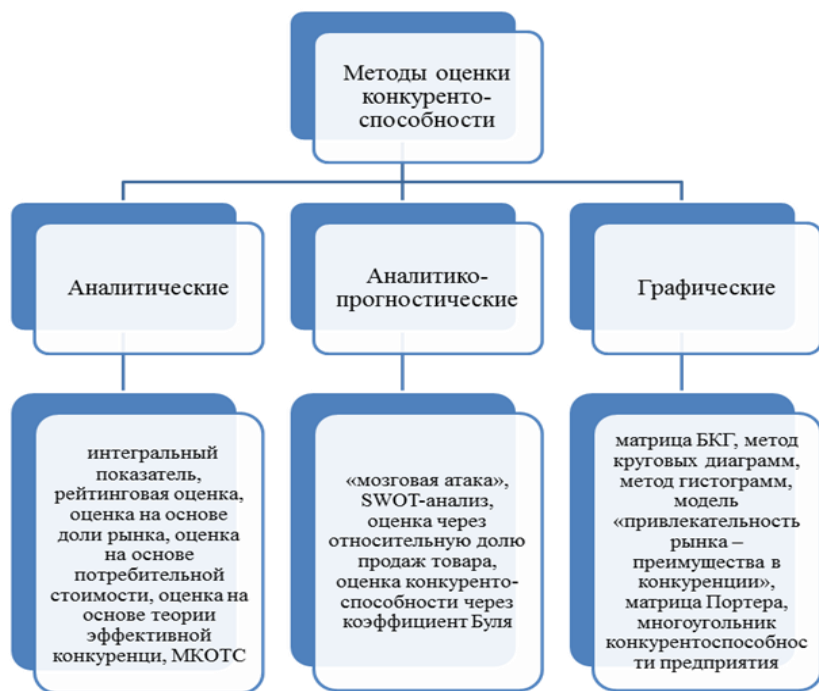 Методы оценки
конкуренто-
способности
Аналитические
Аналитико-
прогностические
Графические
интегральный
показатель,
рейтинговая оценка,
оценка на основе
доли рынка, оценка
на основе
потребительной
стоимости, оценка на
основе теории
эффективной
конкуренци, МКОТС
«мозговая атака»,
SWOT-анализ,
оценка через
относительную долю
продаж товара,
оценка конкуренто-
способности через
коэффициент Буля
матрица БКГ, метод
круговых диаграмм,
метод гистограмм,
модель
«привлекательность
рынка –
преимущества в
конкуренции»,
матрица Портера,
многоугольник
конкурентоспособнос
ти предприятия